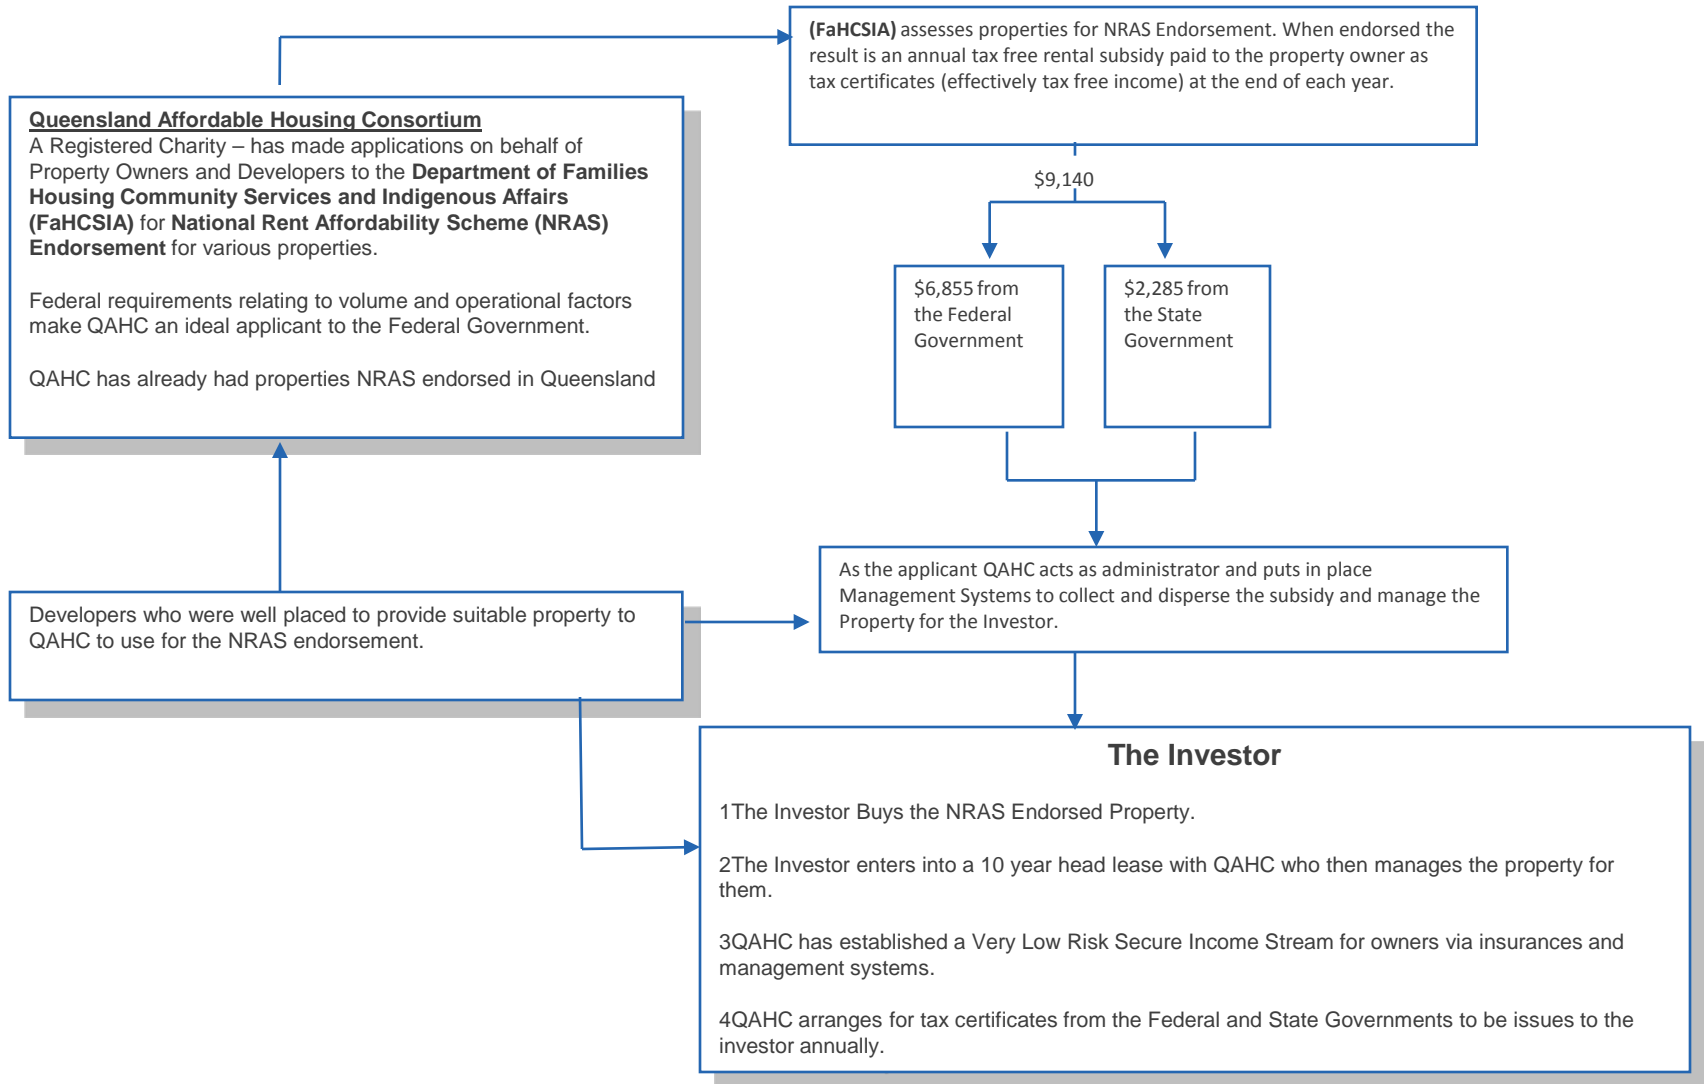 (FaHCSIA) assesses properties for NRAS Endorsement. When endorsed the
result is an annual tax free rental subsidy paid to the property owner as
tax certificates (effectively tax free income) at the end of each year.
Queensland Affordable Housing Consortium
A Registered Charity – has made applications on behalf of
Property Owners and Developers to the Department of Families
Housing Community Services and Indigenous Affairs
(FaHCSIA) for National Rent Affordability Scheme (NRAS)
Endorsement for various properties.
Federal requirements relating to volume and operational factors
make QAHC an ideal applicant to the Federal Government.
QAHC has already had properties NRAS endorsed in Queensland
$9,140
$6,855 from
the Federal
Government
$2,285 from
the State
Government
As the applicant QAHC acts as administrator and puts in place
Management Systems to collect and disperse the subsidy and manage the
Property for the Investor.
Developers who were well placed to provide suitable property to
QAHC to use for the NRAS endorsement.
The Investor
1The Investor Buys the NRAS Endorsed Property.
2The Investor enters into a 10 year head lease with QAHC who then manages the property for
them.
3QAHC has established a Very Low Risk Secure Income Stream for owners via insurances and
management systems.
4QAHC arranges for tax certificates from the Federal and State Governments to be issues to the
investor annually.